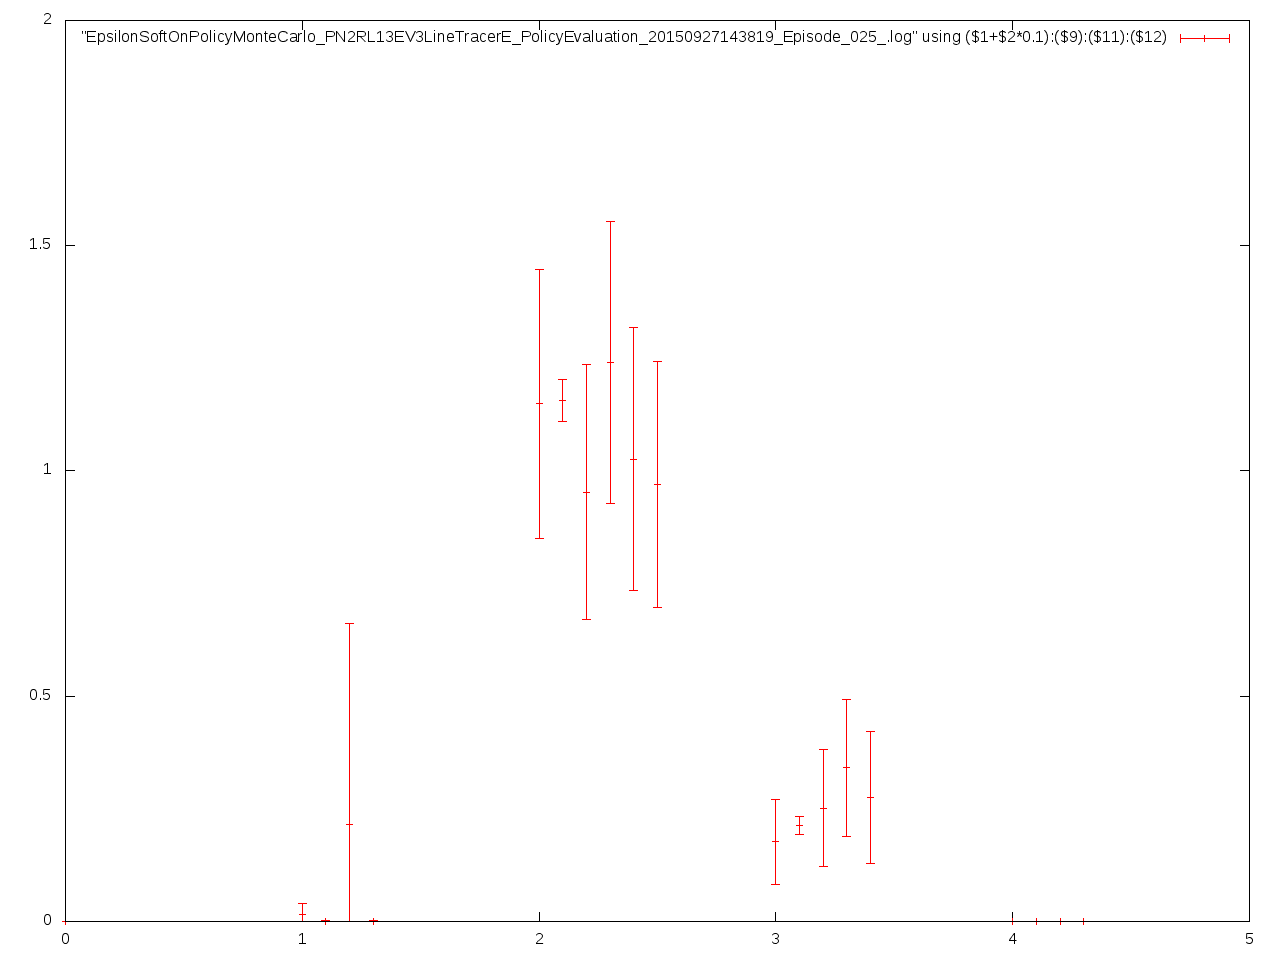 2
"EpsilonSoftOnPolicyMonteCarlo_PN2RL13EV3LineTracerE_PolicyEvaluation_20150927143819_Episode_025_.log" using ($1+$2*0.1):($9):($11):($12)
1.5
1
0.5
0
0 1 2 3 4 5